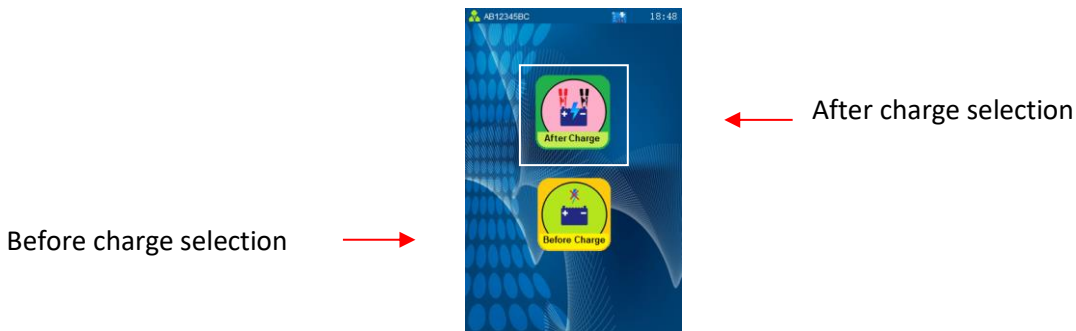 AB12345BC 18:48
After Charge
After charge selection
Before charge selection
Before Charge